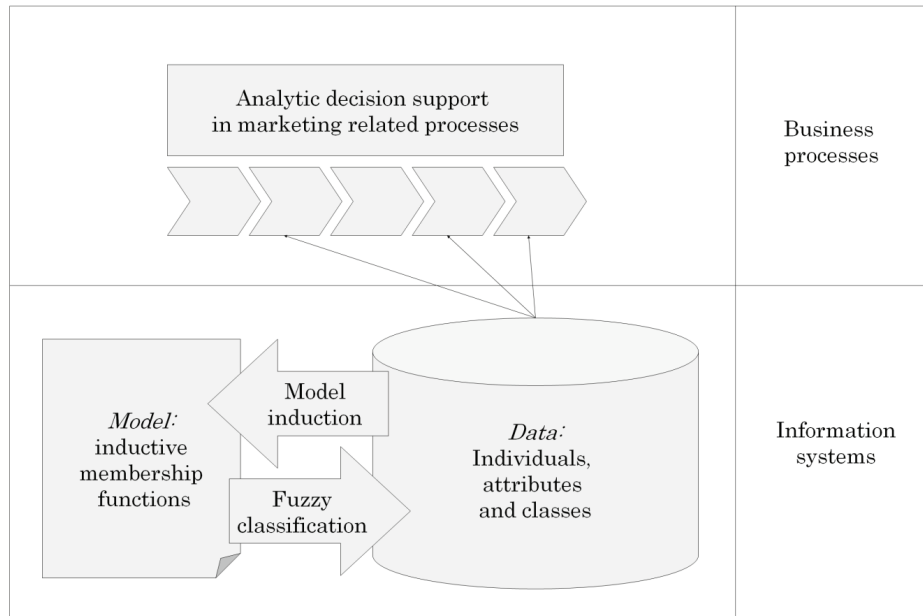 Analytic decision support
in marketing related processes
Business
processes
Model
induction
Model:
inductive
membership
functions
Fuzzy
classification
Data:
Individuals,
attributes
and classes
Information
systems